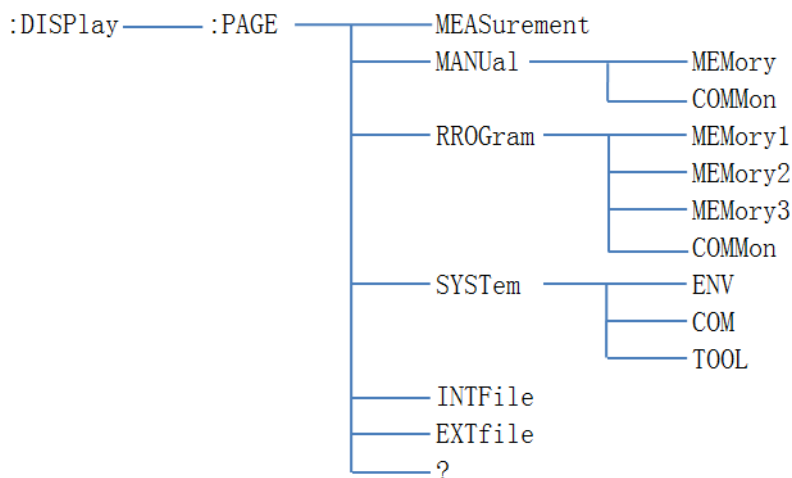 :DISPlay :PAGE MEASurement
MANUal MEMory
COMMon
RROGram MEMory1
MEMory2
MEMory3
COMMon
SYSTem ENV
COM
TOOL
INTFile
EXTfile
?